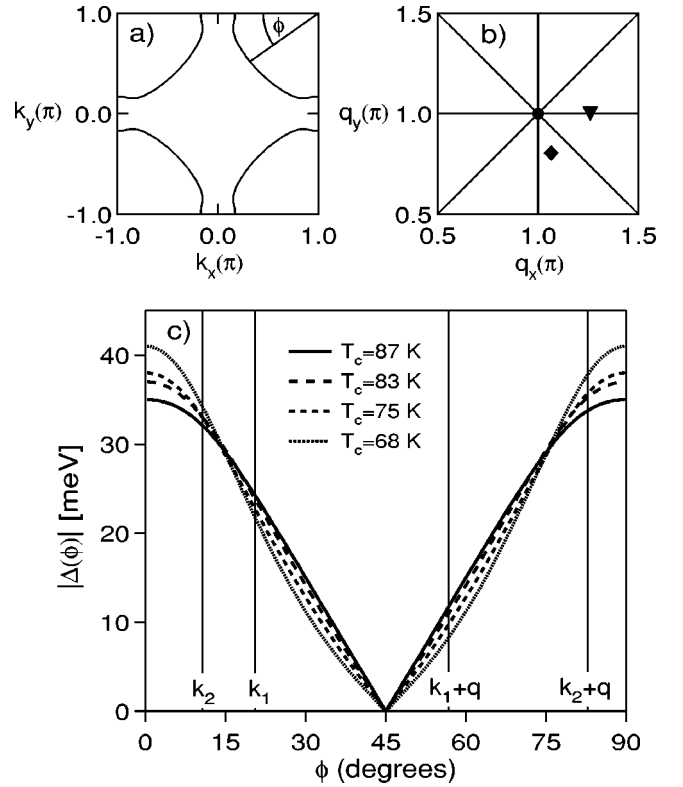 a)
ϕ
1.0
k_y(π) 0.0
-1.0
-1.0 0.0 1.0
k_x(π)
b)
1.5
q_y(π) 1.0
0.5
0.5 1.0 1.5
q_x(π)
c)
T_c=87 K
T_c=83 K
T_c=75 K
T_c=68 K
|Δ(ϕ)| [meV]
40
30
20
10
0
k_2 k_1 k_1+q k_2+q
0 15 30 45 60 75 90
ϕ (degrees)